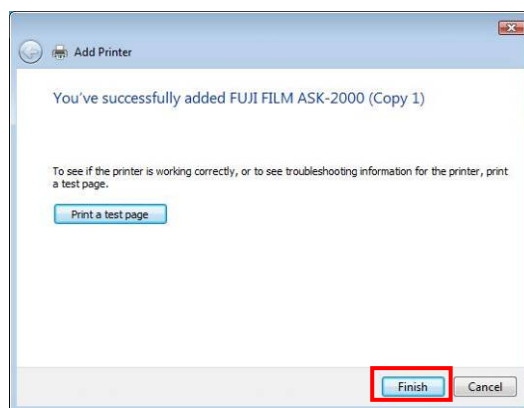 Add Printer
You've successfully added FUJI FILM ASK-2000 (Copy 1)
To see if the printer is working correctly, or to see troubleshooting information for the printer, print
a test page.
Print a test page
Finish Cancel